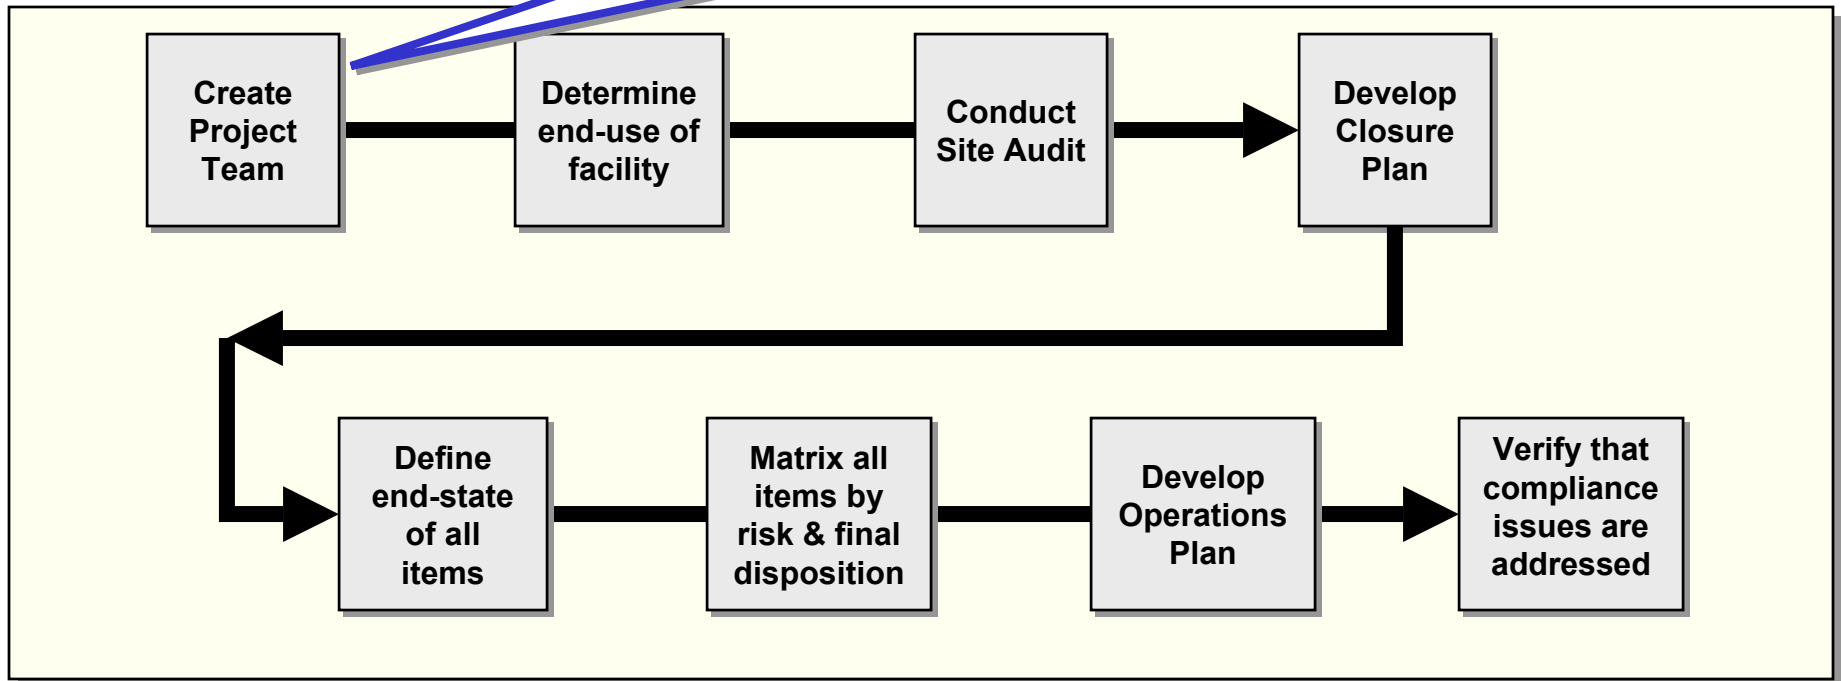 Create
Project
Team
Determine
end-use of
facility
Conduct
Site Audit
Develop
Closure
Plan
Define
end-state
of all
items
Matrix all
items by
risk & final
disposition
Develop
Operations
Plan
Verify that
compliance
issues are
addressed